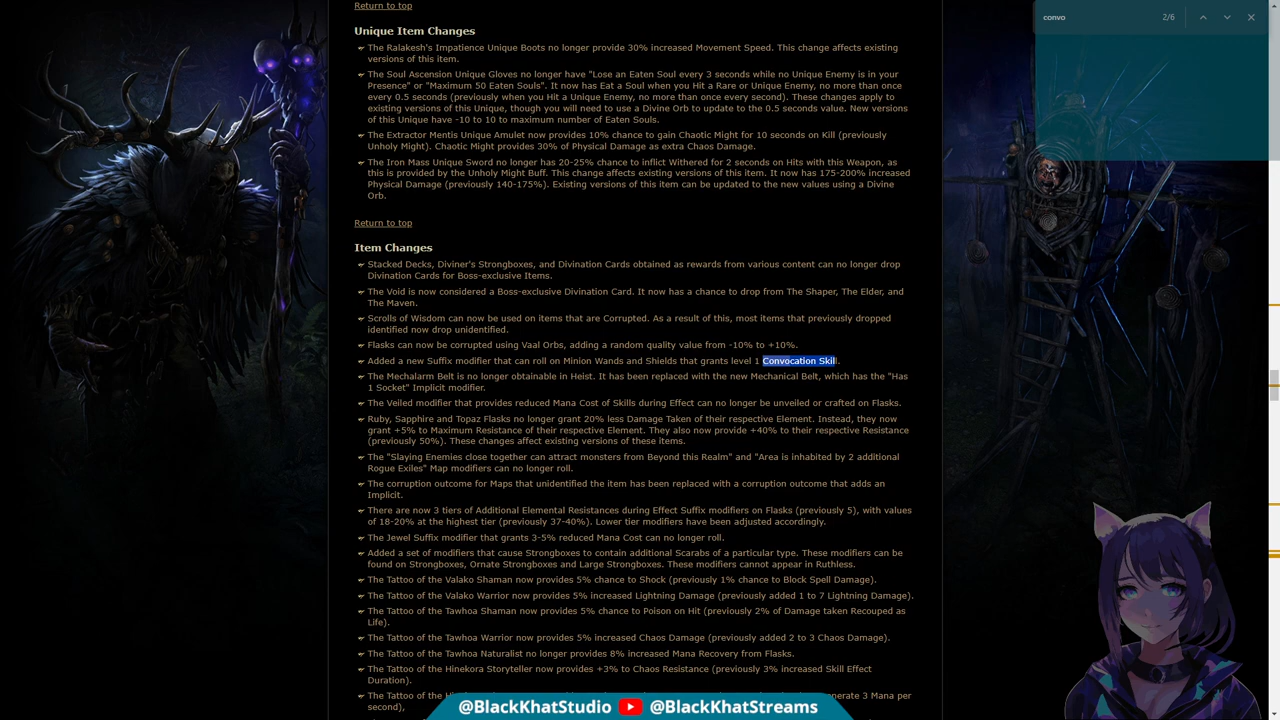 convo
2/6
Return to top
Unique Item Changes
The Ralakesh's Impatience Unique Boots no longer provide 30% increased Movement Speed. This change affects existing
versions of this item.
The Soul Ascension Unique Gloves no longer have "Lose an Eaten Soul every 3 seconds while no Unique Enemy is in your
Presence" or "Maximum 50 Eaten Souls". It now has Eat a Soul when you Hit a Rare or Unique Enemy, no more than once
every 0.5 seconds (previously when you Hit a Unique Enemy, no more than once every second). These changes apply to
existing versions of this Unique, though you will need to use a Divine Orb to update to the 0.5 seconds value. New versions
of this Unique have -10 to 10 to maximum number of Eaten Souls.
The Extractor Mentis Unique Amulet now provides 10% chance to gain Chaotic Might for 10 seconds on Kill (previously
Unholy Might). Chaotic Might provides 30% of Physical Damage as extra Chaos Damage.
The Iron Mass Unique Sword no longer has 20-25% chance to inflict Withered for 2 seconds on Hits with this Weapon, as
this is provided by the Unholy Might Buff. This change affects existing versions of this item. It now has 175-200% increased
Physical Damage (previously 140-175%). Existing versions of this item can be updated to the new values using a Divine
Orb.
Return to top
Item Changes
Stacked Decks, Diviner's Strongboxes, and Divination Cards obtained as rewards from various content can no longer drop
Divination Cards for Boss-exclusive Items.
The Void is now considered a Boss-exclusive Divination Card. It now has a chance to drop from The Shaper, The Elder, and
The Maven.
Scrolls of Wisdom can now be used on items that are Corrupted. As a result of this, most items that previously dropped
identified now drop unidentified.
Flasks can now be corrupted using Vaal Orbs, adding a random quality value from -10% to +10%.
Added a new Suffix modifier that can roll on Minion Wands and Shields that grants level 1 Convocation Skill.
The Mechalarm Belt is no longer obtainable in Heist. It has been replaced with the new Mechanical Belt, which has the "Has
1 Socket" Implicit modifier.
The Veiled modifier that provides reduced Mana Cost of Skills during Effect can no longer be unveiled or crafted on Flasks.
Ruby, Sapphire and Topaz Flasks no longer grant 20% less Damage Taken of their respective Element. Instead, they now
grant +5% to Maximum Resistance of their respective Element. They also now provide +40% to their respective Resistance
(previously 50%). These changes affect existing versions of these items.
The "Slaying Enemies close together can attract monsters from Beyond this Realm" and "Area is inhabited by 2 additional
Rogue Exiles" Map modifiers can no longer roll.
The corruption outcome for Maps that unidentified the item has been replaced with a corruption outcome that adds an
Implicit.
There are now 3 tiers of Additional Elemental Resistances during Effect Suffix modifiers on Flasks (previously 5), with values
of 18-20% at the highest tier (previously 37-40%). Lower tier modifiers have been adjusted accordingly.
The Jewel Suffix modifier that grants 3-5% reduced Mana Cost can no longer roll.
Added a set of modifiers that cause Strongboxes to contain additional Scarabs of a particular type. These modifiers can be
found on Strongboxes, Ornate Strongboxes and Large Strongboxes. These modifiers cannot appear in Ruthless.
The Tattoo of the Valako Shaman now provides 5% chance to Shock (previously 1% chance to Block Spell Damage).
The Tattoo of the Valako Warrior now provides 5% increased Lightning Damage (previously added 1 to 7 Lightning Damage).
The Tattoo of the Tawhoa Shaman now provides 5% chance to Poison on Hit (previously 2% of Damage taken Recouped as
Life).
The Tattoo of the Tawhoa Warrior now provides 5% increased Chaos Damage (previously added 2 to 3 Chaos Damage).
The Tattoo of the Tawhoa Naturalist no longer provides 8% increased Mana Recovery from Flasks.
The Tattoo of the Hinekora Storyteller now provides +3% to Chaos Resistance (previously 3% increased Skill Effect
Duration).
The Tattoo of the Mana per
second),
@BlackKhatStudio @BlackKhatStreams